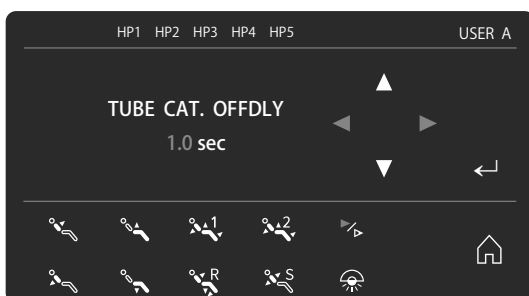 HP1 HP2 HP3 HP4 HP5 USER A
TUBE CAT. OFFDLY
1.0 sec
1 2
R S